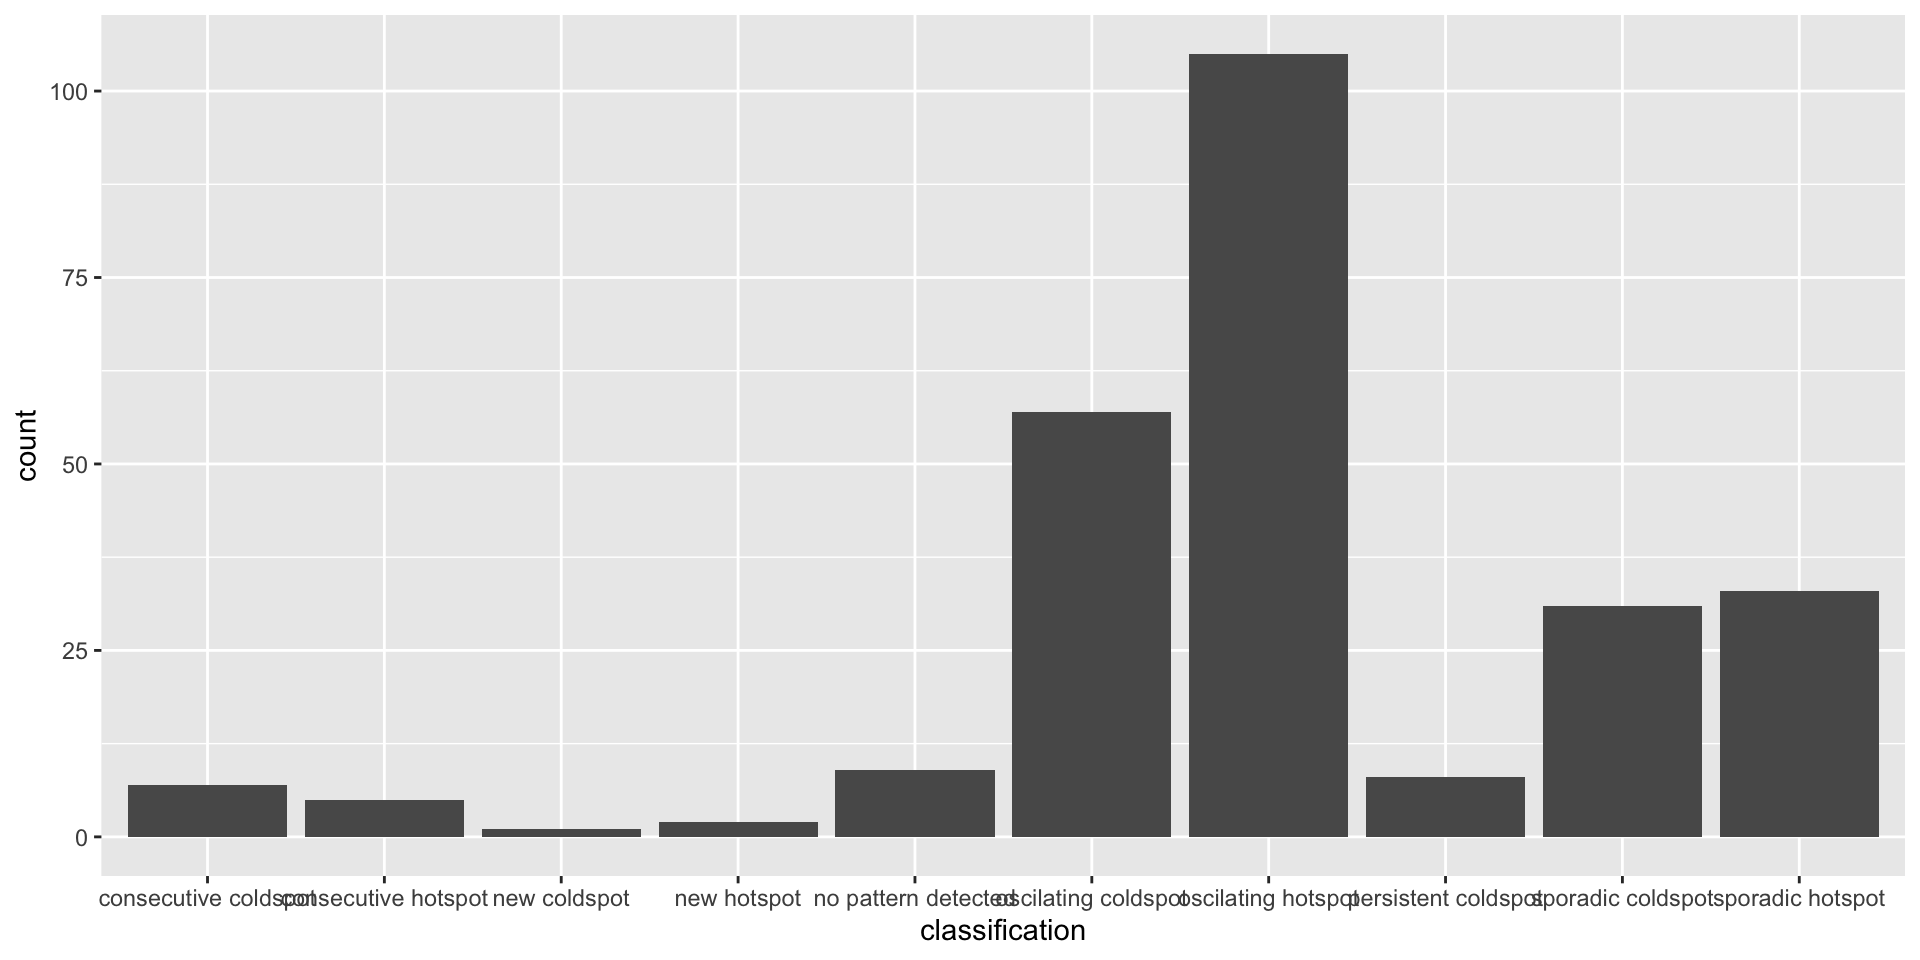 count
100
75
50
25
0
consecutive coldspot
consecutive hotspot
new coldspot
new hotspot
no pattern detected
oscilating coldspot
oscilating hotspot
persistent coldspot
sporadic coldspot
sporadic hotspot
classification